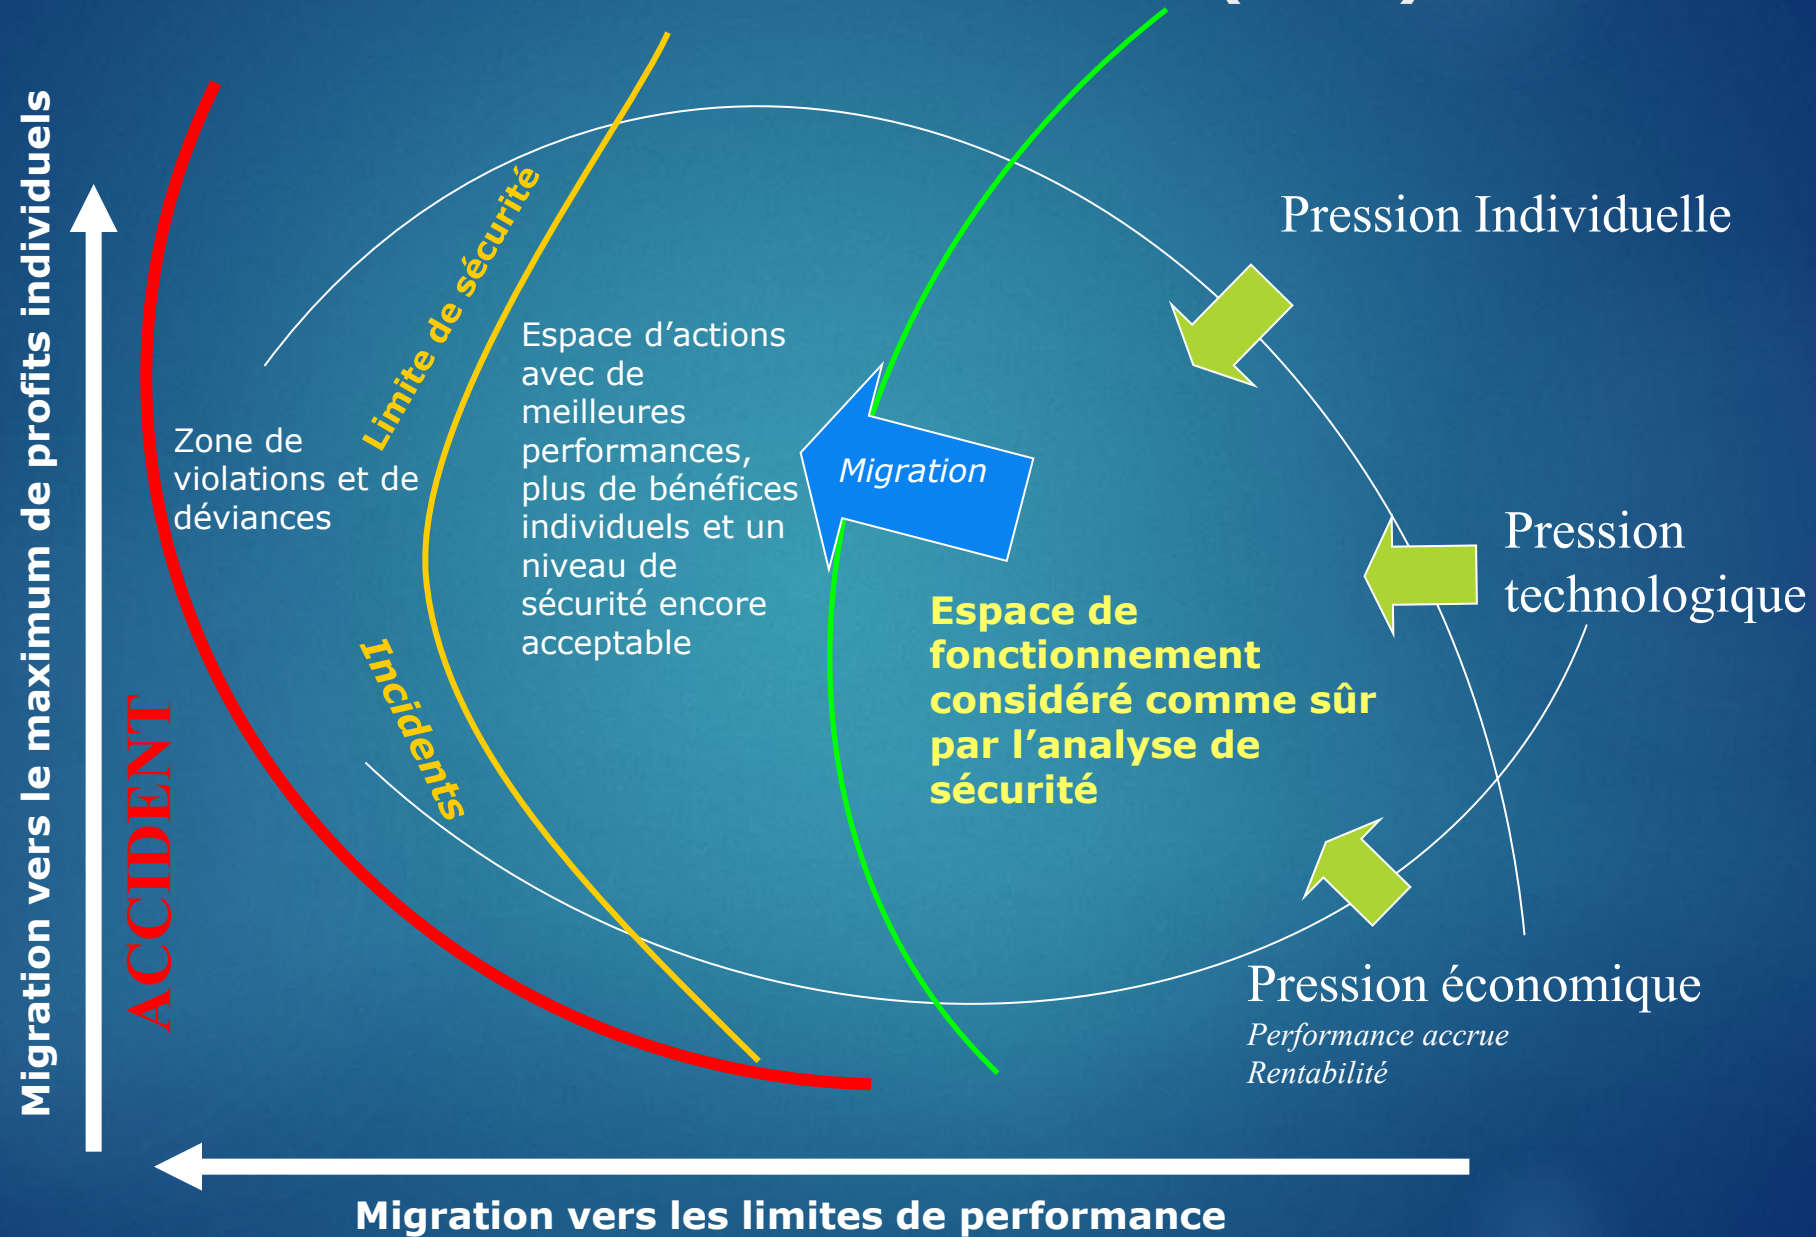 Migration vers le maximum de profits individuels
ACCIDENT
Limite de sécurité
Zone de
violations et de
déviances
Incidents
Espace d’actions
avec de
meilleures
performances,
plus de bénéfices
individuels et un
niveau de
sécurité encore
acceptable
Migration
Espace de
fonctionnement
considéré comme sûr
par l’analyse de
sécurité
Pression Individuelle
Pression
technologique
Pression économique
Performance accrue
Rentabilité
Migration vers les limites de performance